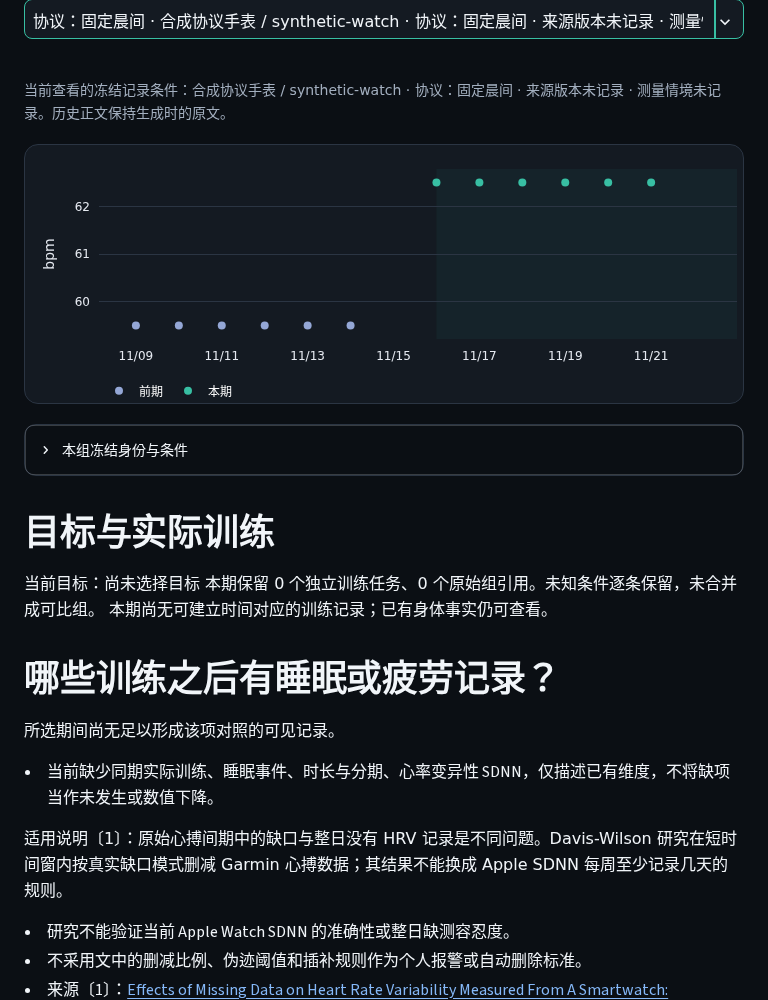 协议：固定晨间 · 合成协议手表 / synthetic-watch · 协议：固定晨间 · 来源版本未记录 · 测量
当前查看的冻结记录条件：合成协议手表 / synthetic-watch · 协议：固定晨间 · 来源版本未记录 · 测量情境未记
录。历史正文保持生成时的原文。
62
61
60
bpm
11/09 11/11 11/13 11/15 11/17 11/19 11/21
前期 本期
本组冻结身份与条件
目标与实际训练
当前目标：尚未选择目标 本期保留 0 个独立训练任务、0 个原始组引用。未知条件逐条保留，未合并
成可比组。 本期尚无可建立时间对应的训练记录；已有身体事实仍可查看。
哪些训练之后有睡眠或疲劳记录？
所选期间尚无足以形成该项对照的可见记录。
• 当前缺少同期实际训练、睡眠事件、时长与分期、心率变异性 SDNN，仅描述已有维度，不将缺项
当作未发生或数值下降。
适用说明〔1〕：原始心搏间期中的缺口与整日没有 HRV 记录是不同问题。Davis-Wilson 研究在短时
间窗内按真实缺口模式删减 Garmin 心搏数据；其结果不能换成 Apple SDNN 每周至少记录几天的
规则。
• 研究不能验证当前 Apple Watch SDNN 的准确性或整日缺测容忍度。
• 不采用文中的删减比例、伪迹阈值和插补规则作为个人报警或自动删除标准。
• 来源〔1〕：Effects of Missing Data on Heart Rate Variability Measured From A Smartwatch: